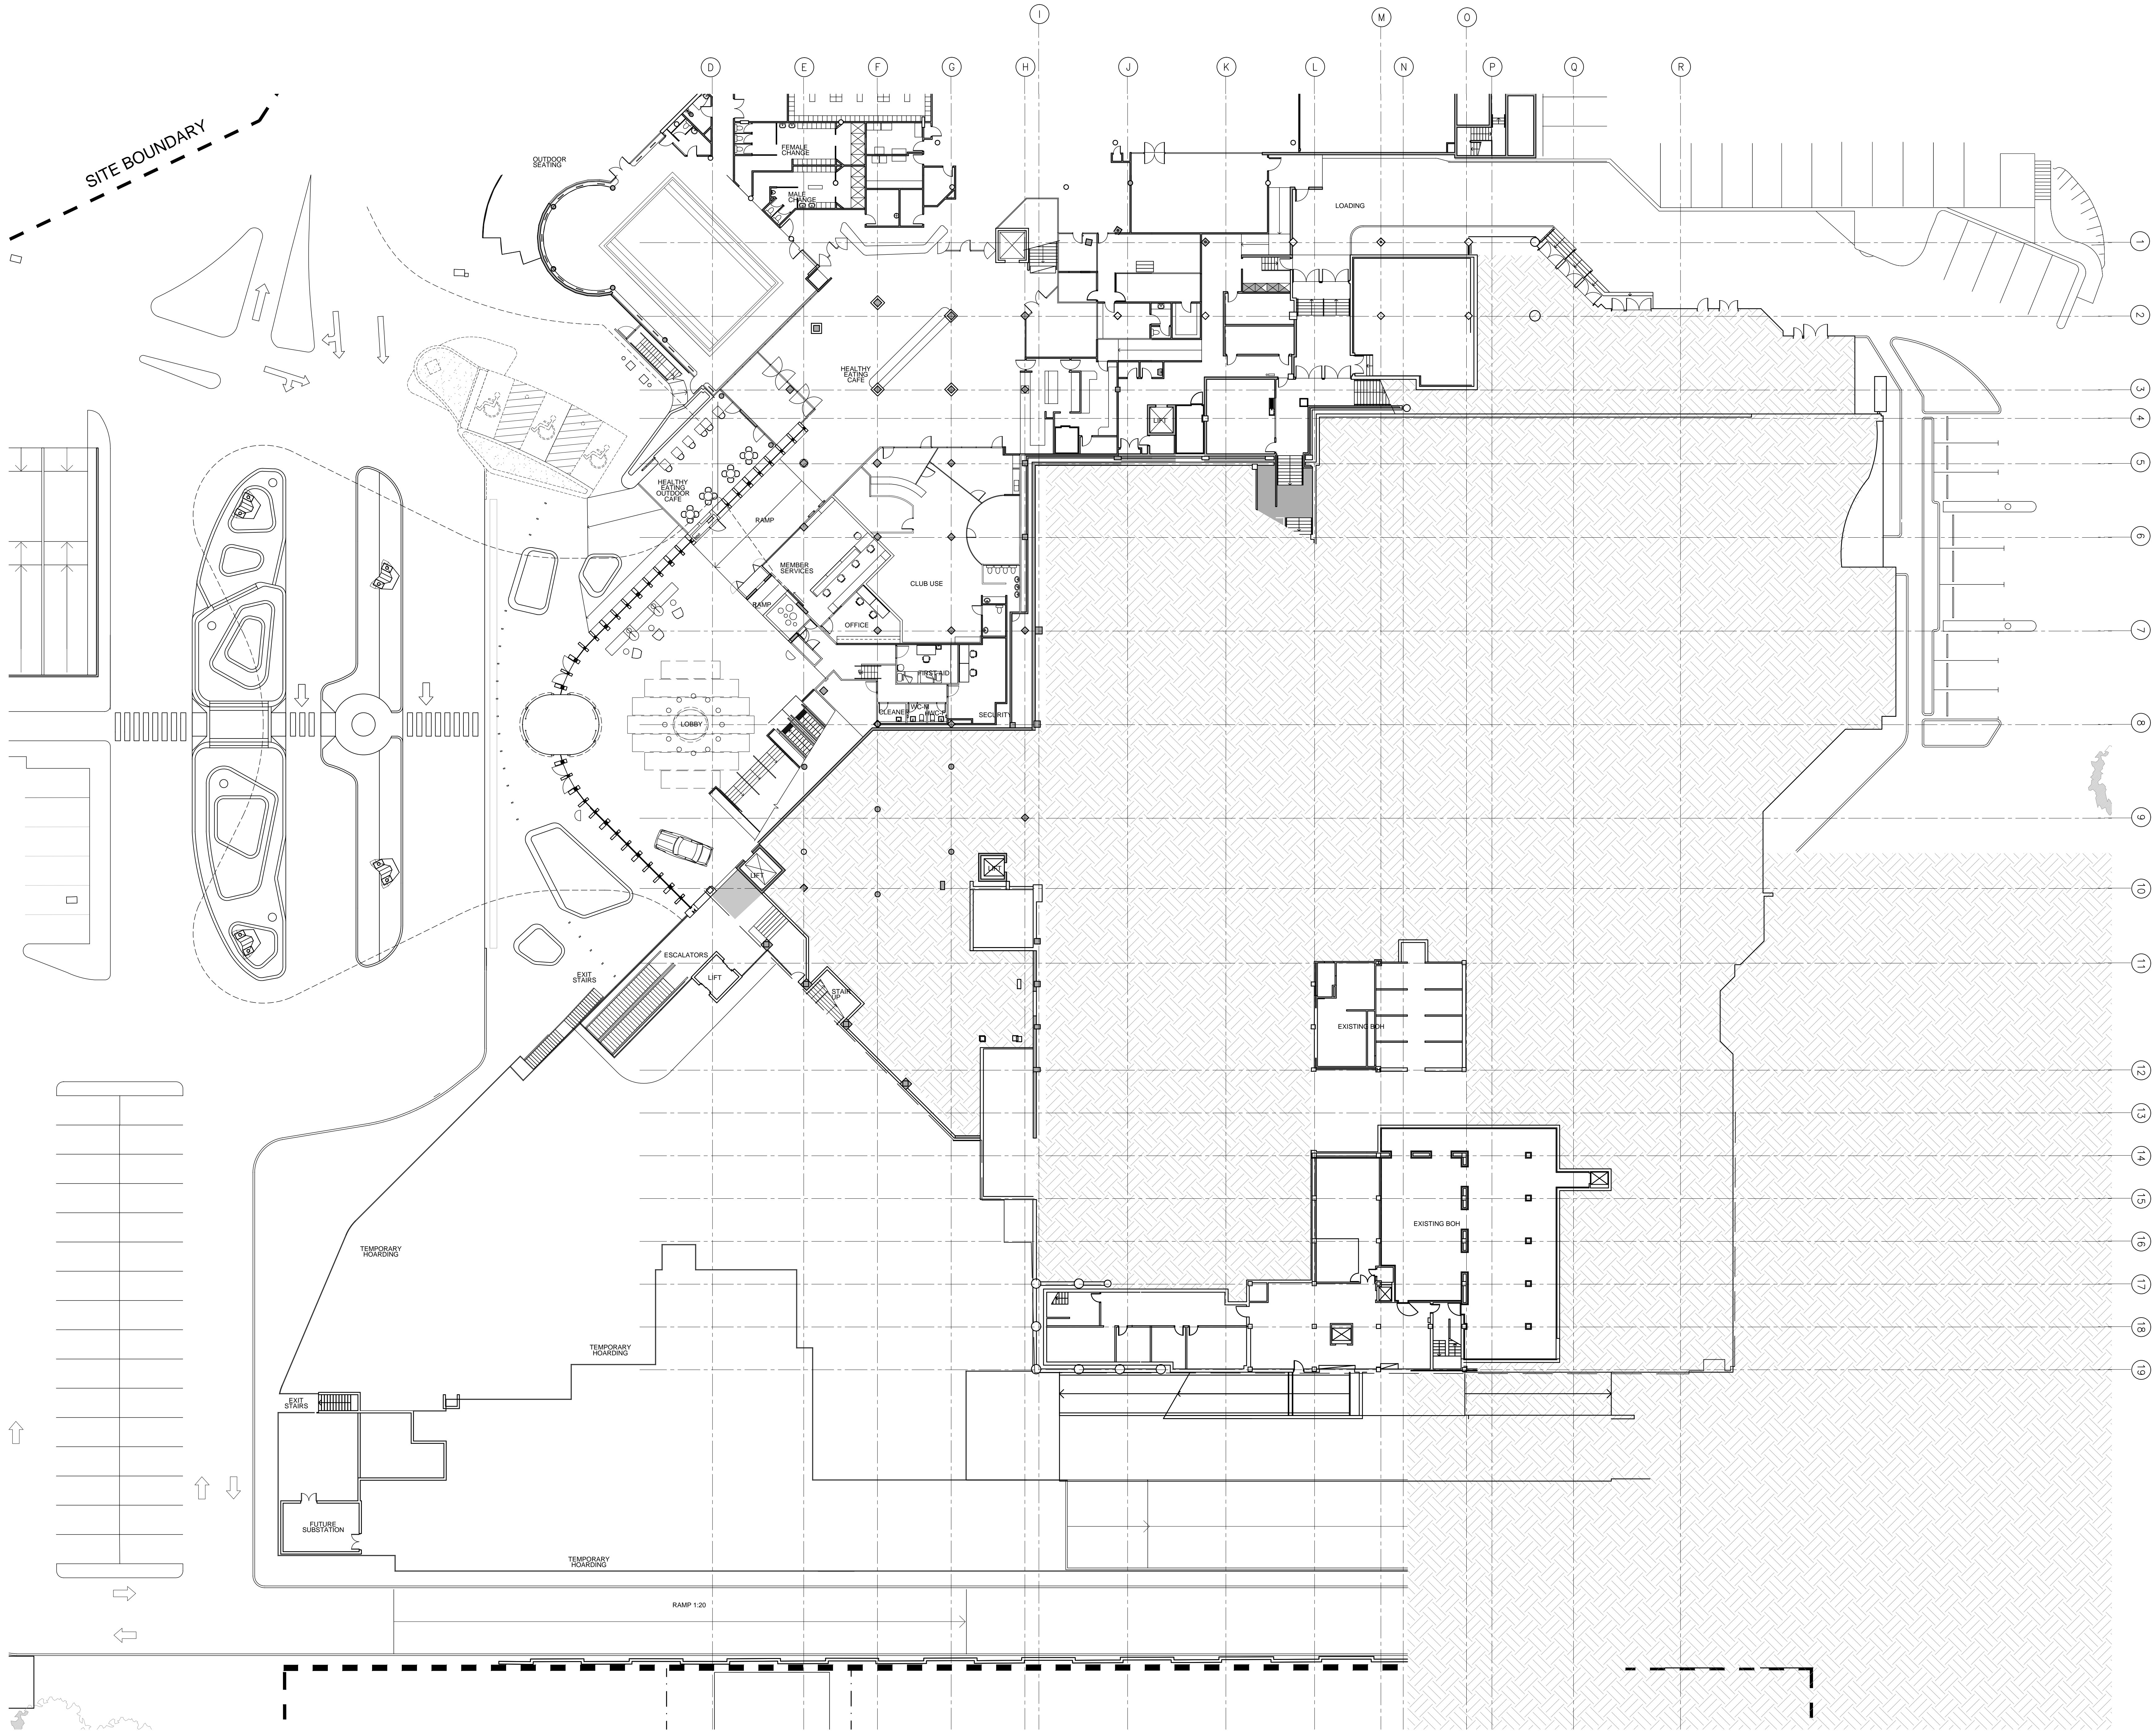 I
M
O
D
E
F
G
H
J
K
L
N
P
Q
R
SITE BOUNDARY
OUTDOOR
SEATING
FEMALE
CHANGE
MALE
CHANGE
LOADING
1
2
HEALTHY
EATING
CAFE
3
4
LIFT
5
HEALTHY
EATING
OUTDOOR
CAFE
RAMP
6
MEMBER
SERVICES
CLUB USE
RAMP
OFFICE
7
FIRST AID
CLEANER
WC-M
SECURITY
LOBBY
8
9
LIFT
LIFT
10
ESCALATORS
11
EXIT
STAIRS
LIFT
STAIR
UP
EXISTING BOH
12
13
14
15
EXISTING BOH
16
TEMPORARY
HOARDING
17
18
TEMPORARY
HOARDING
19
EXIT
STAIRS
FUTURE
SUBSTATION
TEMPORARY
HOARDING
RAMP 1:20